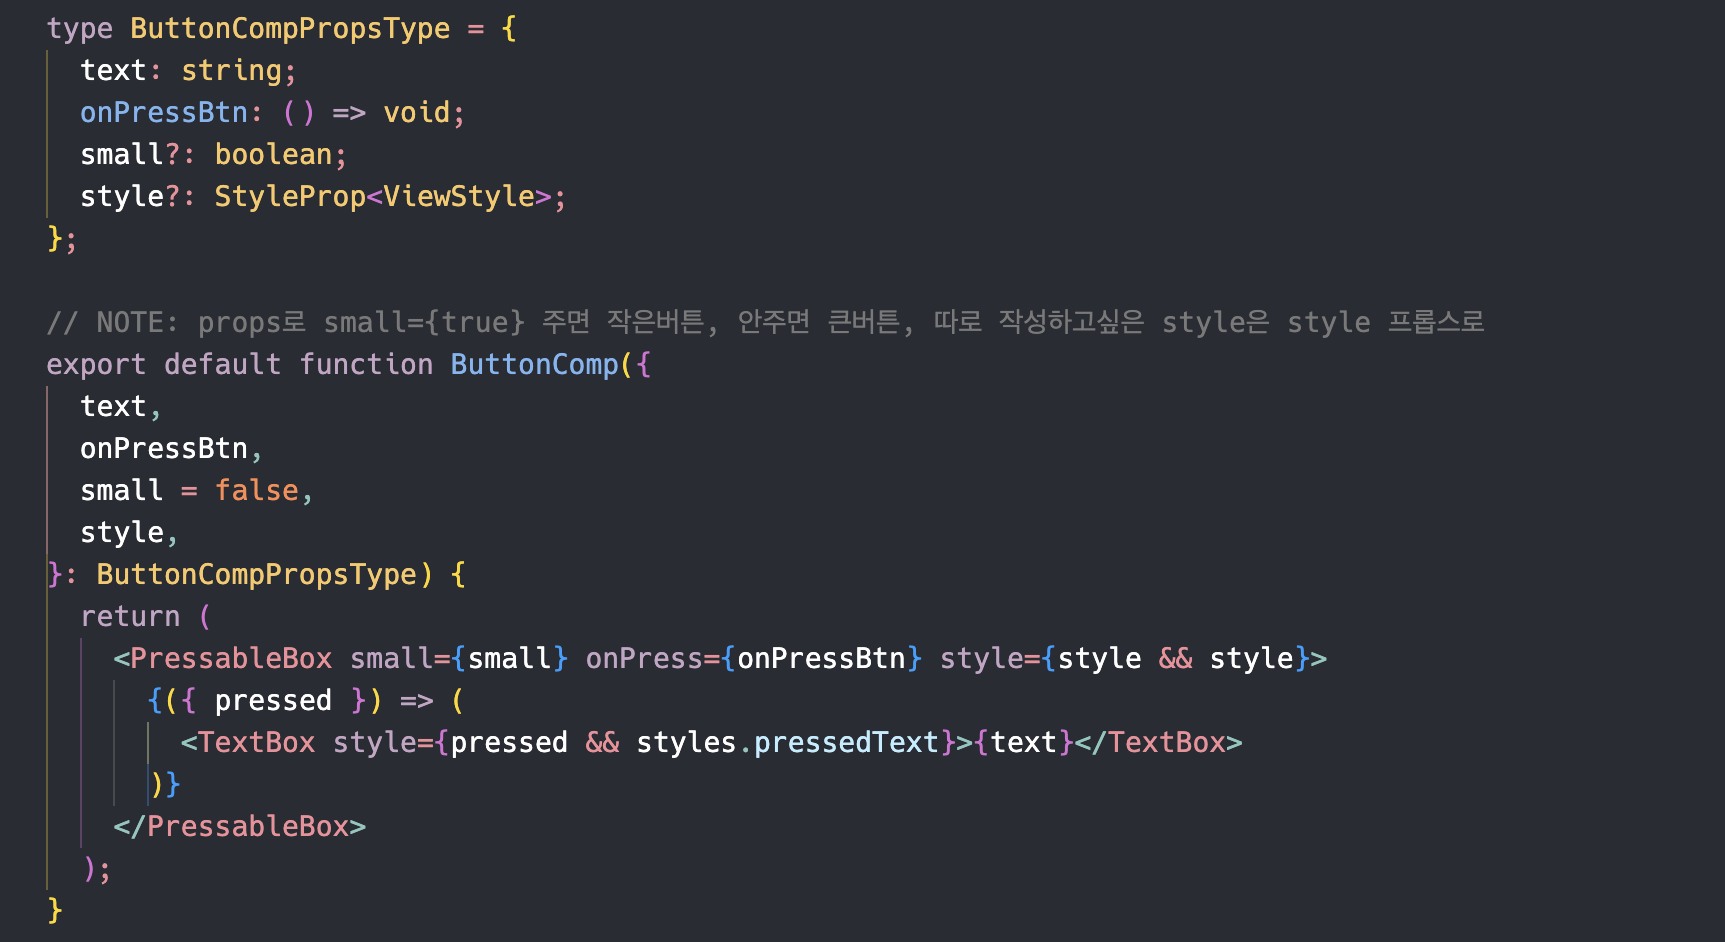 type ButtonCompPropsType = {
  text: string;
  onPressBtn: () => void;
  small?: boolean;
  style?: StyleProp<ViewStyle>;
};

// NOTE: props로 small={true} 주면 작은버튼, 안주면 큰버튼, 따로 작성하고싶은 style은 style 프롭스로
export default function ButtonComp({
  text,
  onPressBtn,
  small = false,
  style,
}: ButtonCompPropsType) {
  return (
    <PressableBox small={small} onPress={onPressBtn} style={style && style}>
      {({ pressed }) => (
        <TextBox style={pressed && styles.pressedText}>{text}</TextBox>
      )}
    </PressableBox>
  );
}